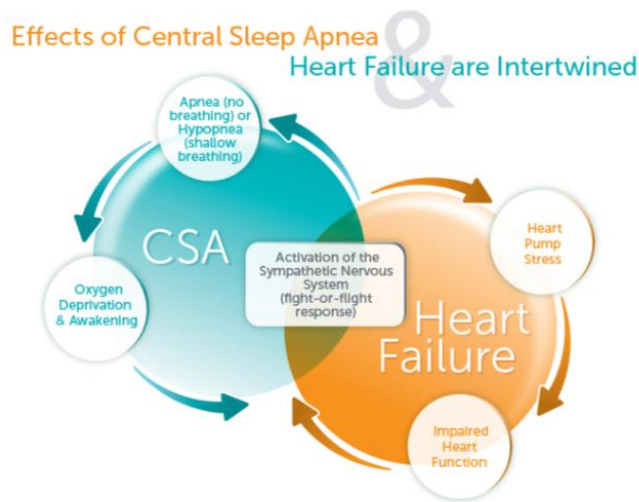 Effects of Central Sleep Apnea
&
Heart Failure are Intertwined
Apnea (no
breathing) or
Hypopnea
(shallow
breathing)
CSA
Activation of the
Sympathetic Nervous
System
(fight-or-flight
response)
Heart
Pump
Stress
Oxygen
Deprivation
& Awakening
Heart
Failure
Impaired
Heart
Function